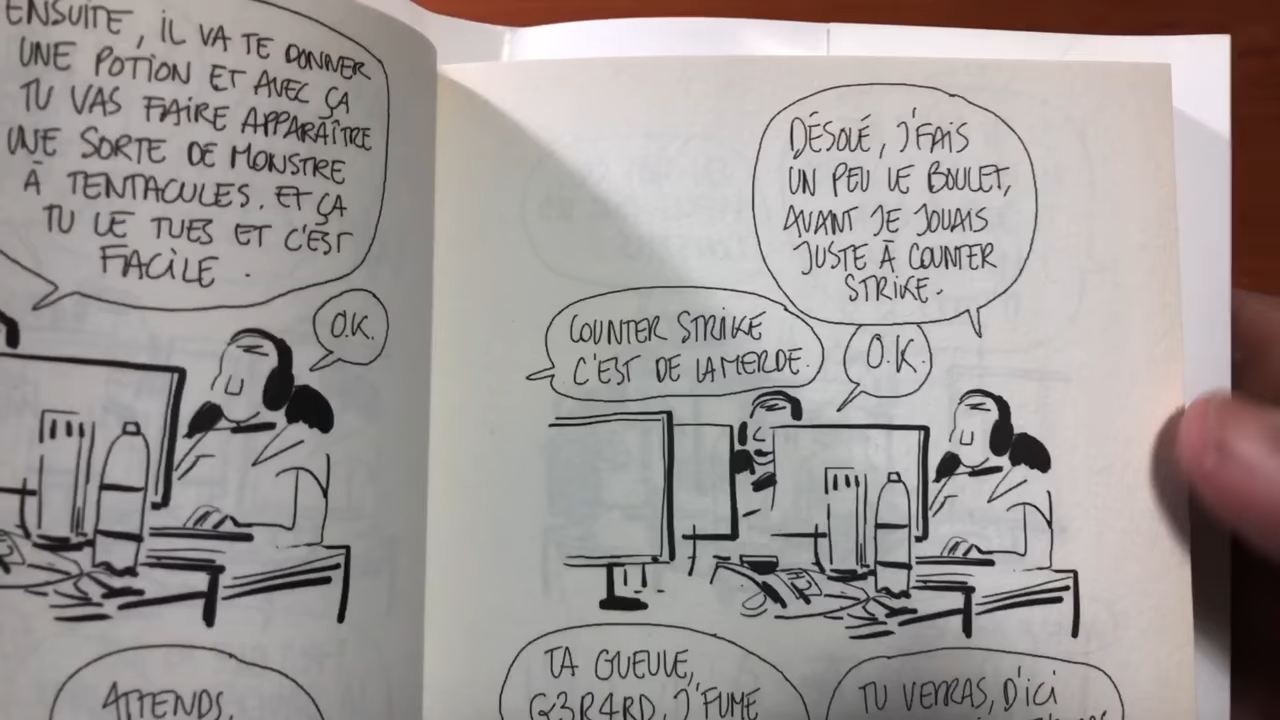 ENSUITE, iL VA TE DONNER
UNE POTiON ET AVEC ÇA
TU VAS FAIRE APPARAÎTRE
UNE SORTE DE MONSTRE
À TENTACULES. ET ÇA
TU LE TUES ET C'EST
FACiLE.
O.K.
ATTENDS,
DÉSOLÉ, J'FAIS
UN PEU LE BOULET,
AVANT JE JOUAIS
JUSTE À COUNTER
STRIKE.
COUNTER STRIKE
C'EST DE LA MERDE.
O.K.
TA GUEULE,
G3R4RD, J'FUME
TU VERRAS, D'ICI